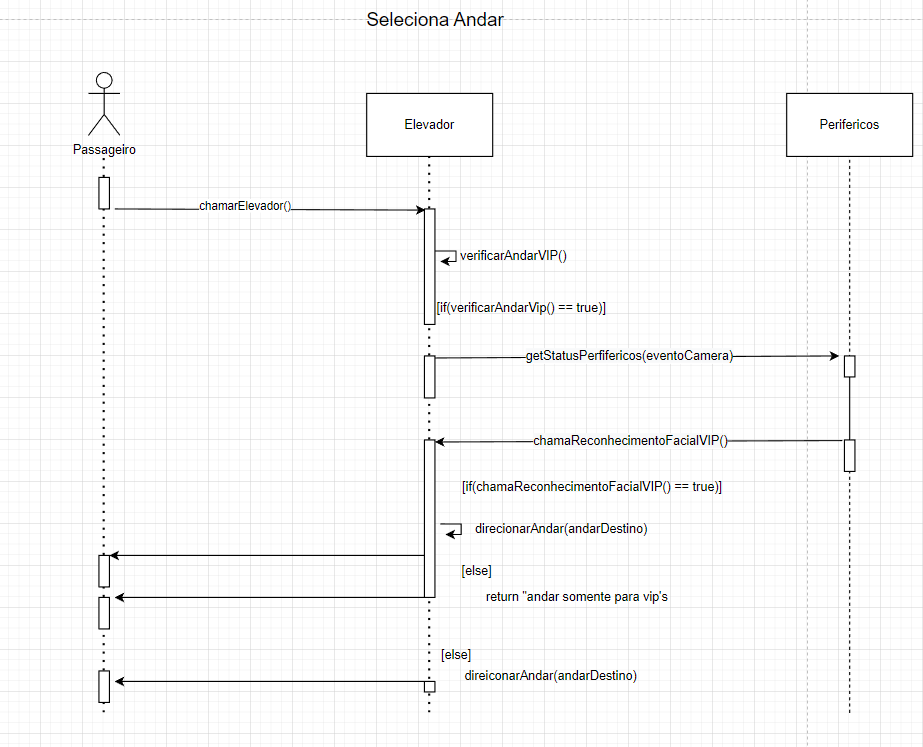 Seleciona Andar
Passageiro
Elevador
Perifericos
chamarElevador()
verificarAndarVIP()
[if(verificarAndarVip() == true)]
getStatusPerfifericos(eventoCamera)
chamaReconhecimentoFacialVIP()
[if(chamaReconhecimentoFacialVIP() == true)]
direcionarAndar(andarDestino)
[else]
return "andar somente para vip's
[else]
direiconarAndar(andarDestino)